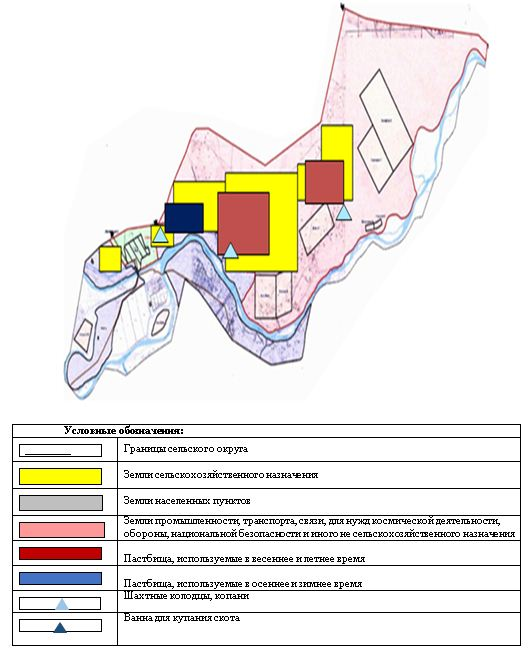 Условные обозначения:
Границы сельского округа
Земли сельскохозяйственного назначения
Земли населенных пунктов
Земли промышленности, транспорта, связи, для нужд космической деятельности,
обороны, национальной безопасности и иного не сельскохозяйственного назначения
Пастбища, используемые в весеннее и летнее время
Пастбища, используемые в осеннее и зимнее время
Шахтные колодцы, копани
Ванна для купания скота